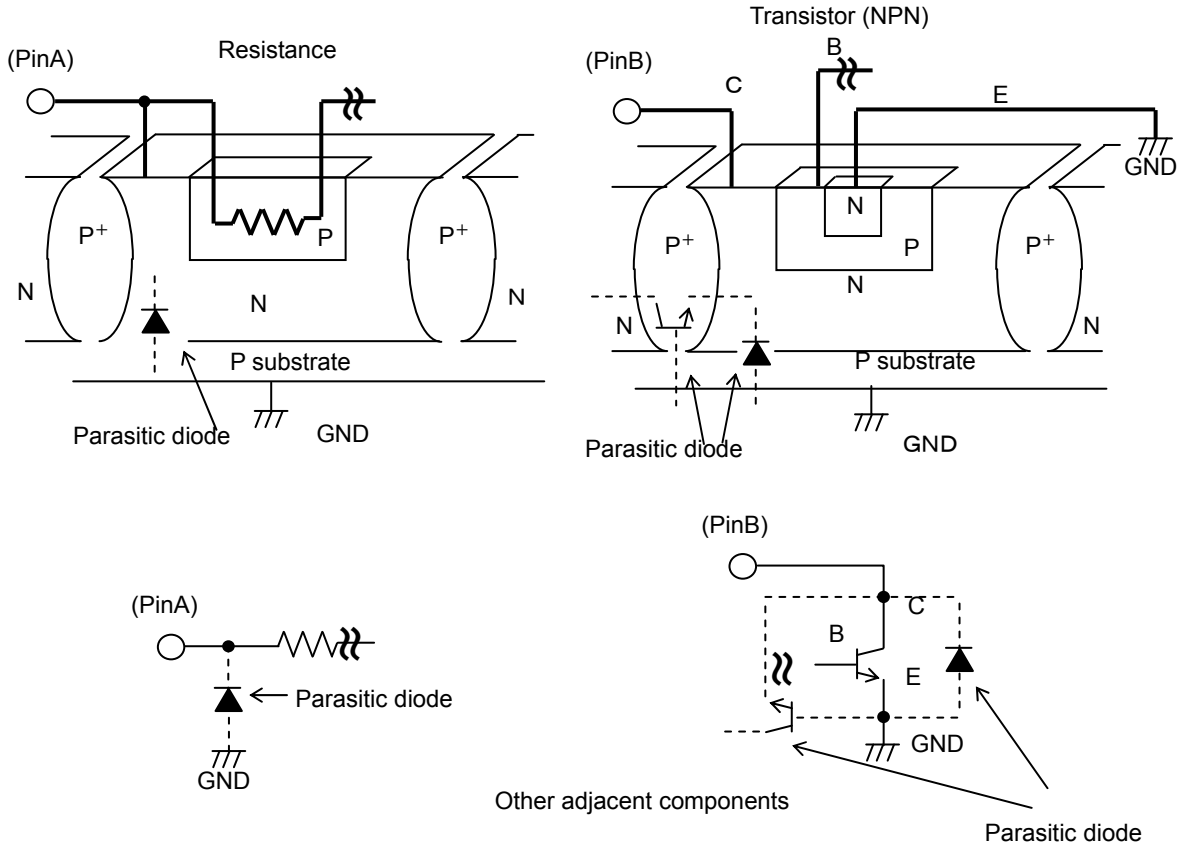 Transistor (NPN)
(PinA)
Resistance
(PinB)
B
C
E
GND
P⁺
P
P⁺
N
N
N
P substrate
Parasitic diode
GND
P⁺
N
P
P⁺
N
N
N
P substrate
Parasitic diode
GND
(PinA)
Parasitic diode
GND
(PinB)
C
B
E
GND
Other adjacent components
Parasitic diode